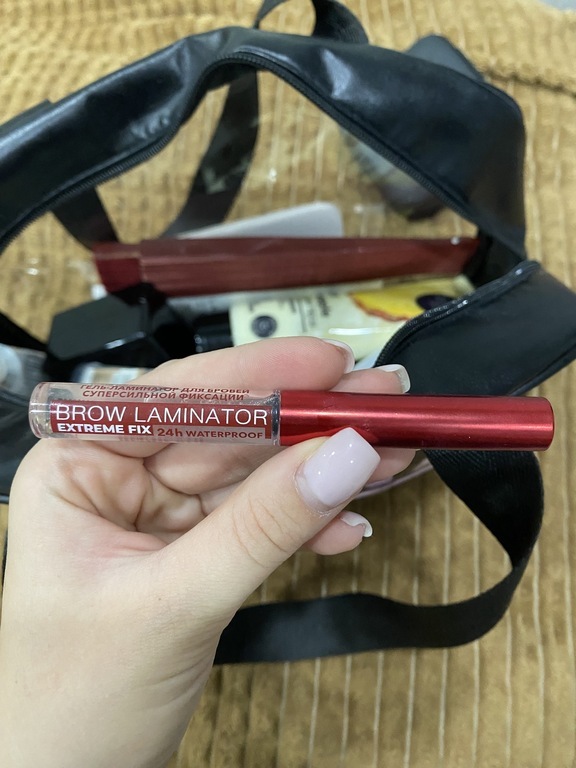 ГЕЛЬ-ЛАМИНАТОР ДЛЯ БРОВЕЙ
СУПЕРСИЛЬНОЙ ФИКСАЦИИ
BROW LAMINATOR
EXTREME FIX 24h WATERPROOF